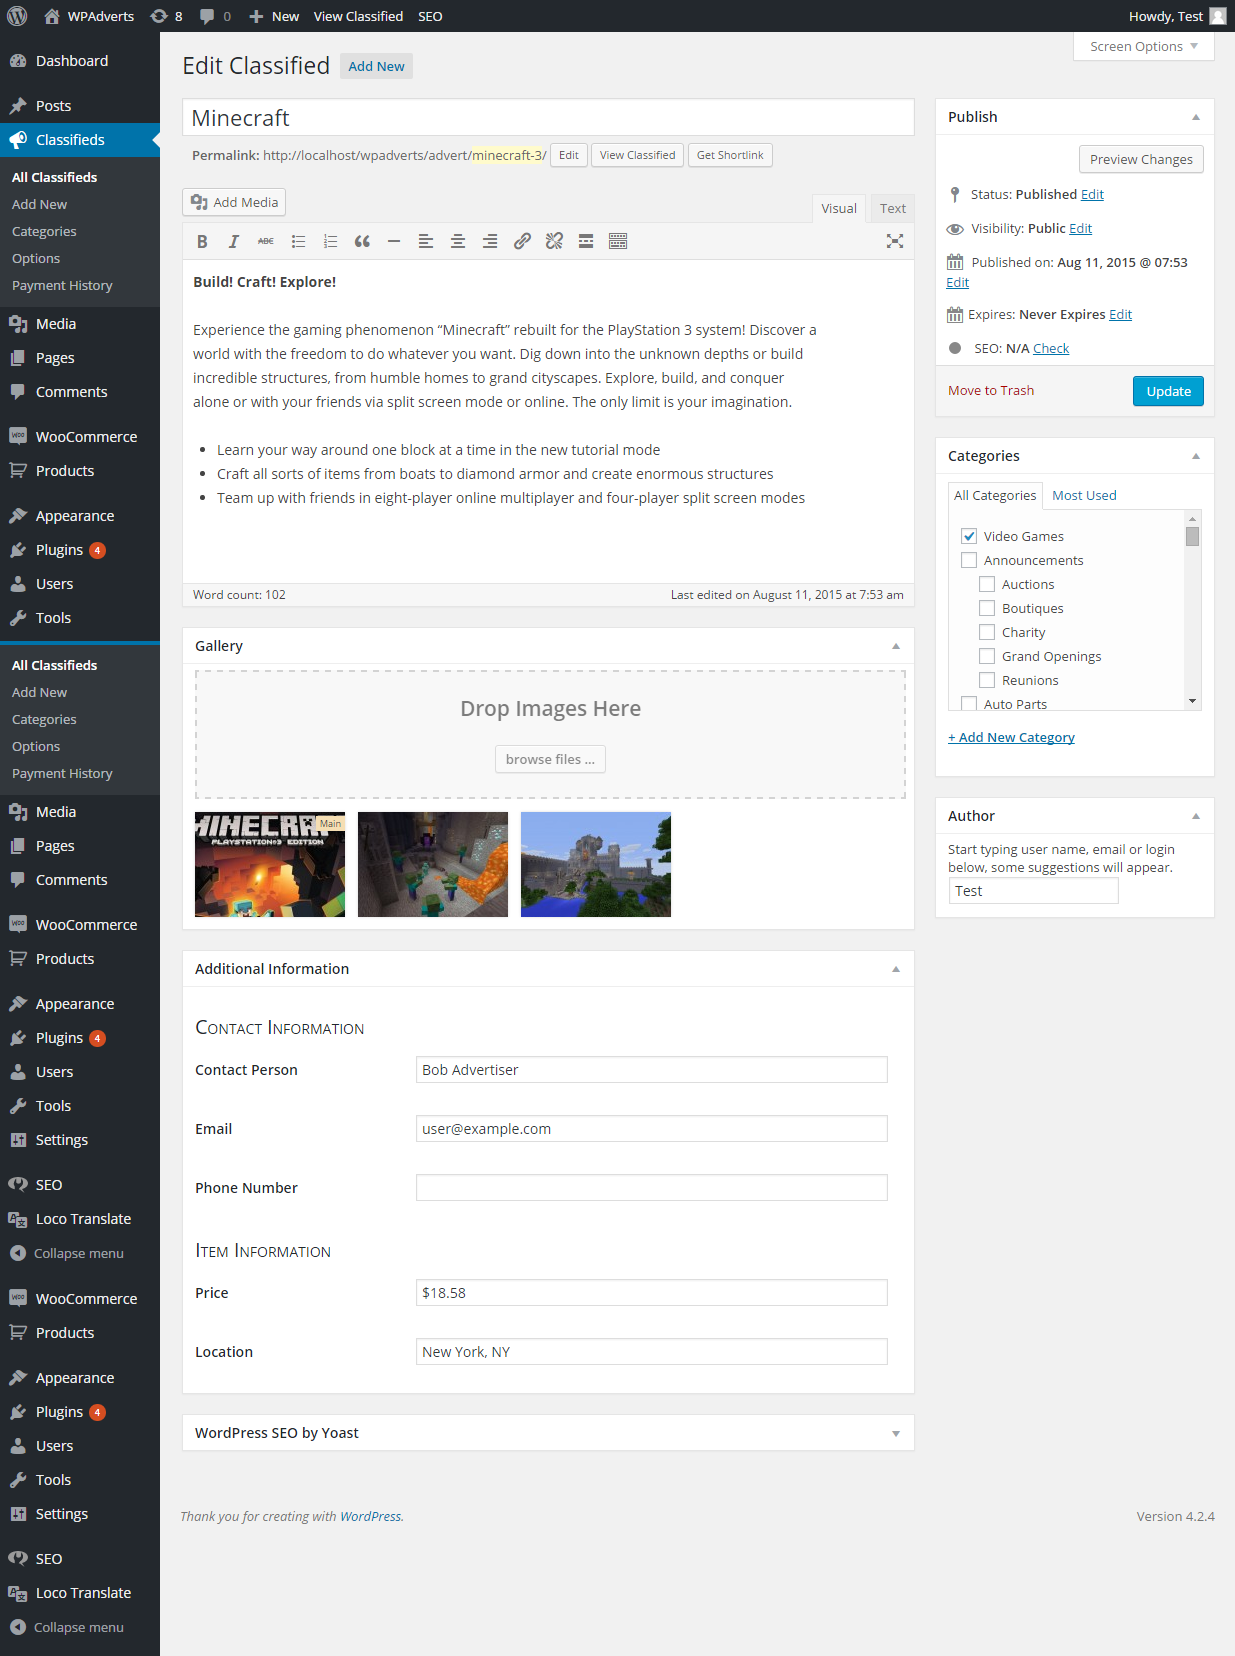 WPAdverts 8 0 New View Classified SEO Howdy, Test
Dashboard
Posts
Classifieds
All Classifieds
Add New
Categories
Options
Payment History
Media
Pages
Comments
WooCommerce
Products
Appearance
Plugins 4
Users
Tools
All Classifieds
Add New
Categories
Options
Payment History
Media
Pages
Comments
WooCommerce
Products
Appearance
Plugins 4
Users
Tools
Settings
SEO
Loco Translate
Collapse menu
WooCommerce
Products
Appearance
Plugins 4
Users
Tools
Settings
SEO
Loco Translate
Collapse menu
Screen Options
Edit Classified Add New
Minecraft
Permalink: http://localhost/wpadverts/advert/minecraft-3/ Edit View Classified Get Shortlink
Add Media
Visual Text
B I ABC
Build! Craft! Explore!
Experience the gaming phenomenon “Minecraft” rebuilt for the PlayStation 3 system! Discover a
world with the freedom to do whatever you want. Dig down into the unknown depths or build
incredible structures, from humble homes to grand cityscapes. Explore, build, and conquer
alone or with your friends via split screen mode or online. The only limit is your imagination.
Learn your way around one block at a time in the new tutorial mode
Craft all sorts of items from boats to diamond armor and create enormous structures
Team up with friends in eight-player online multiplayer and four-player split screen modes
Word count: 102 Last edited on August 11, 2015 at 7:53 am
Gallery
Drop Images Here
browse files ...
MINECRAFT
Main
PLAYSTATION®3 EDITION
Additional Information
Contact Information
Contact Person Bob Advertiser
Email user@example.com
Phone Number
Item Information
Price $18.58
Location New York, NY
WordPress SEO by Yoast
Publish
Preview Changes
Status: Published Edit
Visibility: Public Edit
Published on: Aug 11, 2015 @ 07:53
Edit
Expires: Never Expires Edit
SEO: N/A Check
Move to Trash Update
Categories
All Categories Most Used
Video Games
Announcements
Auctions
Boutiques
Charity
Grand Openings
Reunions
Auto Parts
+ Add New Category
Author
Start typing user name, email or login
below, some suggestions will appear.
Test
Thank you for creating with WordPress. Version 4.2.4